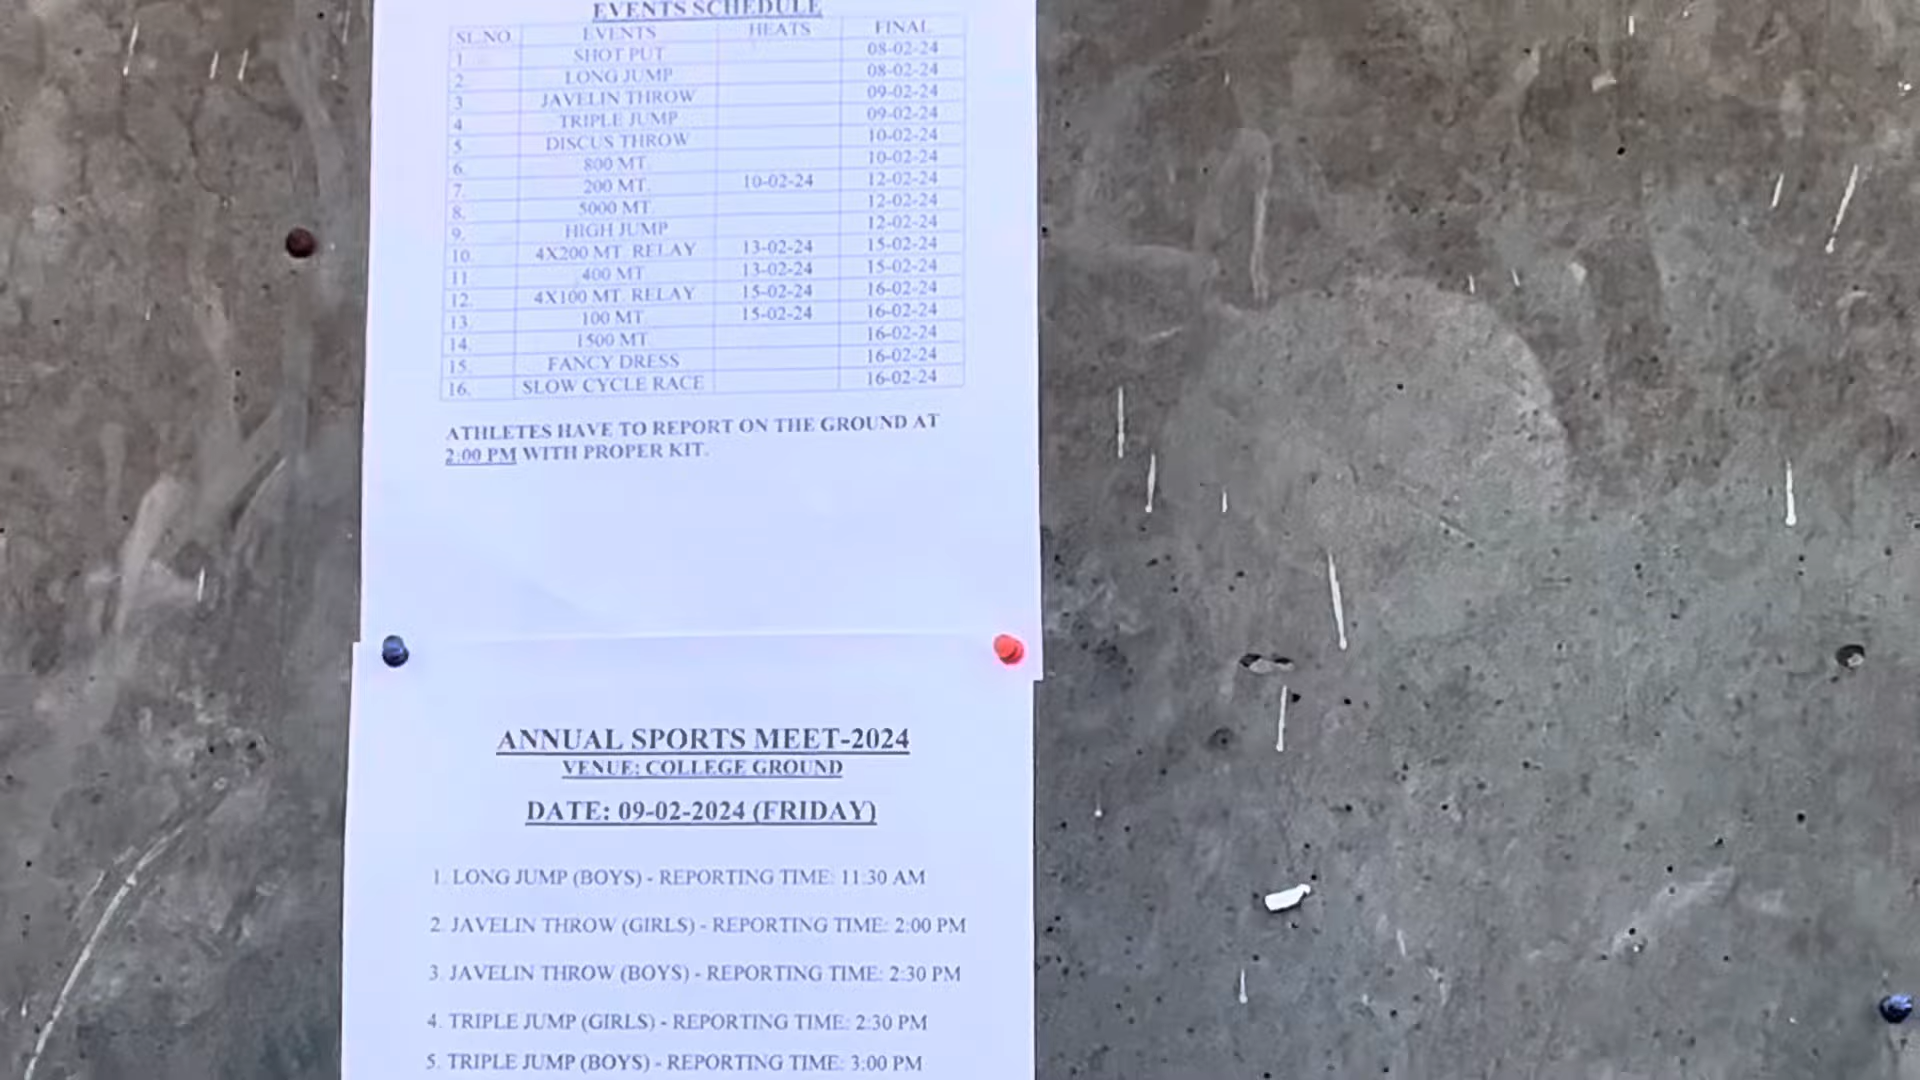 EVENTS SCHEDULE
SL.NO. EVENTS HEATS FINAL
1. SHOT PUT 08-02-24
2. LONG JUMP 08-02-24
3 JAVELIN THROW 09-02-24
4. TRIPLE JUMP 09-02-24
5. DISCUS THROW 10-02-24
6. 800 MT. 10-02-24
7. 200 MT. 10-02-24 12-02-24
8. 5000 MT. 12-02-24
9. HIGH JUMP 12-02-24
10. 4X200 MT. RELAY 13-02-24 15-02-24
11 400 MT 13-02-24 15-02-24
12. 4X100 MT. RELAY 15-02-24 16-02-24
13. 100 MT. 15-02-24 16-02-24
14. 1500 MT. 16-02-24
15. FANCY DRESS 16-02-24
16. SLOW CYCLE RACE 16-02-24
ATHLETES HAVE TO REPORT ON THE GROUND AT
2:00 PM WITH PROPER KIT.
ANNUAL SPORTS MEET-2024
VENUE: COLLEGE GROUND
DATE: 09-02-2024 (FRIDAY)
1. LONG JUMP (BOYS) - REPORTING TIME: 11.30 AM
2. JAVELIN THROW (GIRLS) - REPORTING TIME: 2:00 PM
3. JAVELIN THROW (BOYS) - REPORTING TIME: 2:30 PM
4. TRIPLE JUMP (GIRLS) - REPORTING TIME: 2:30 PM
5. TRIPLE JUMP (BOYS) - REPORTING TIME: 3:00 PM